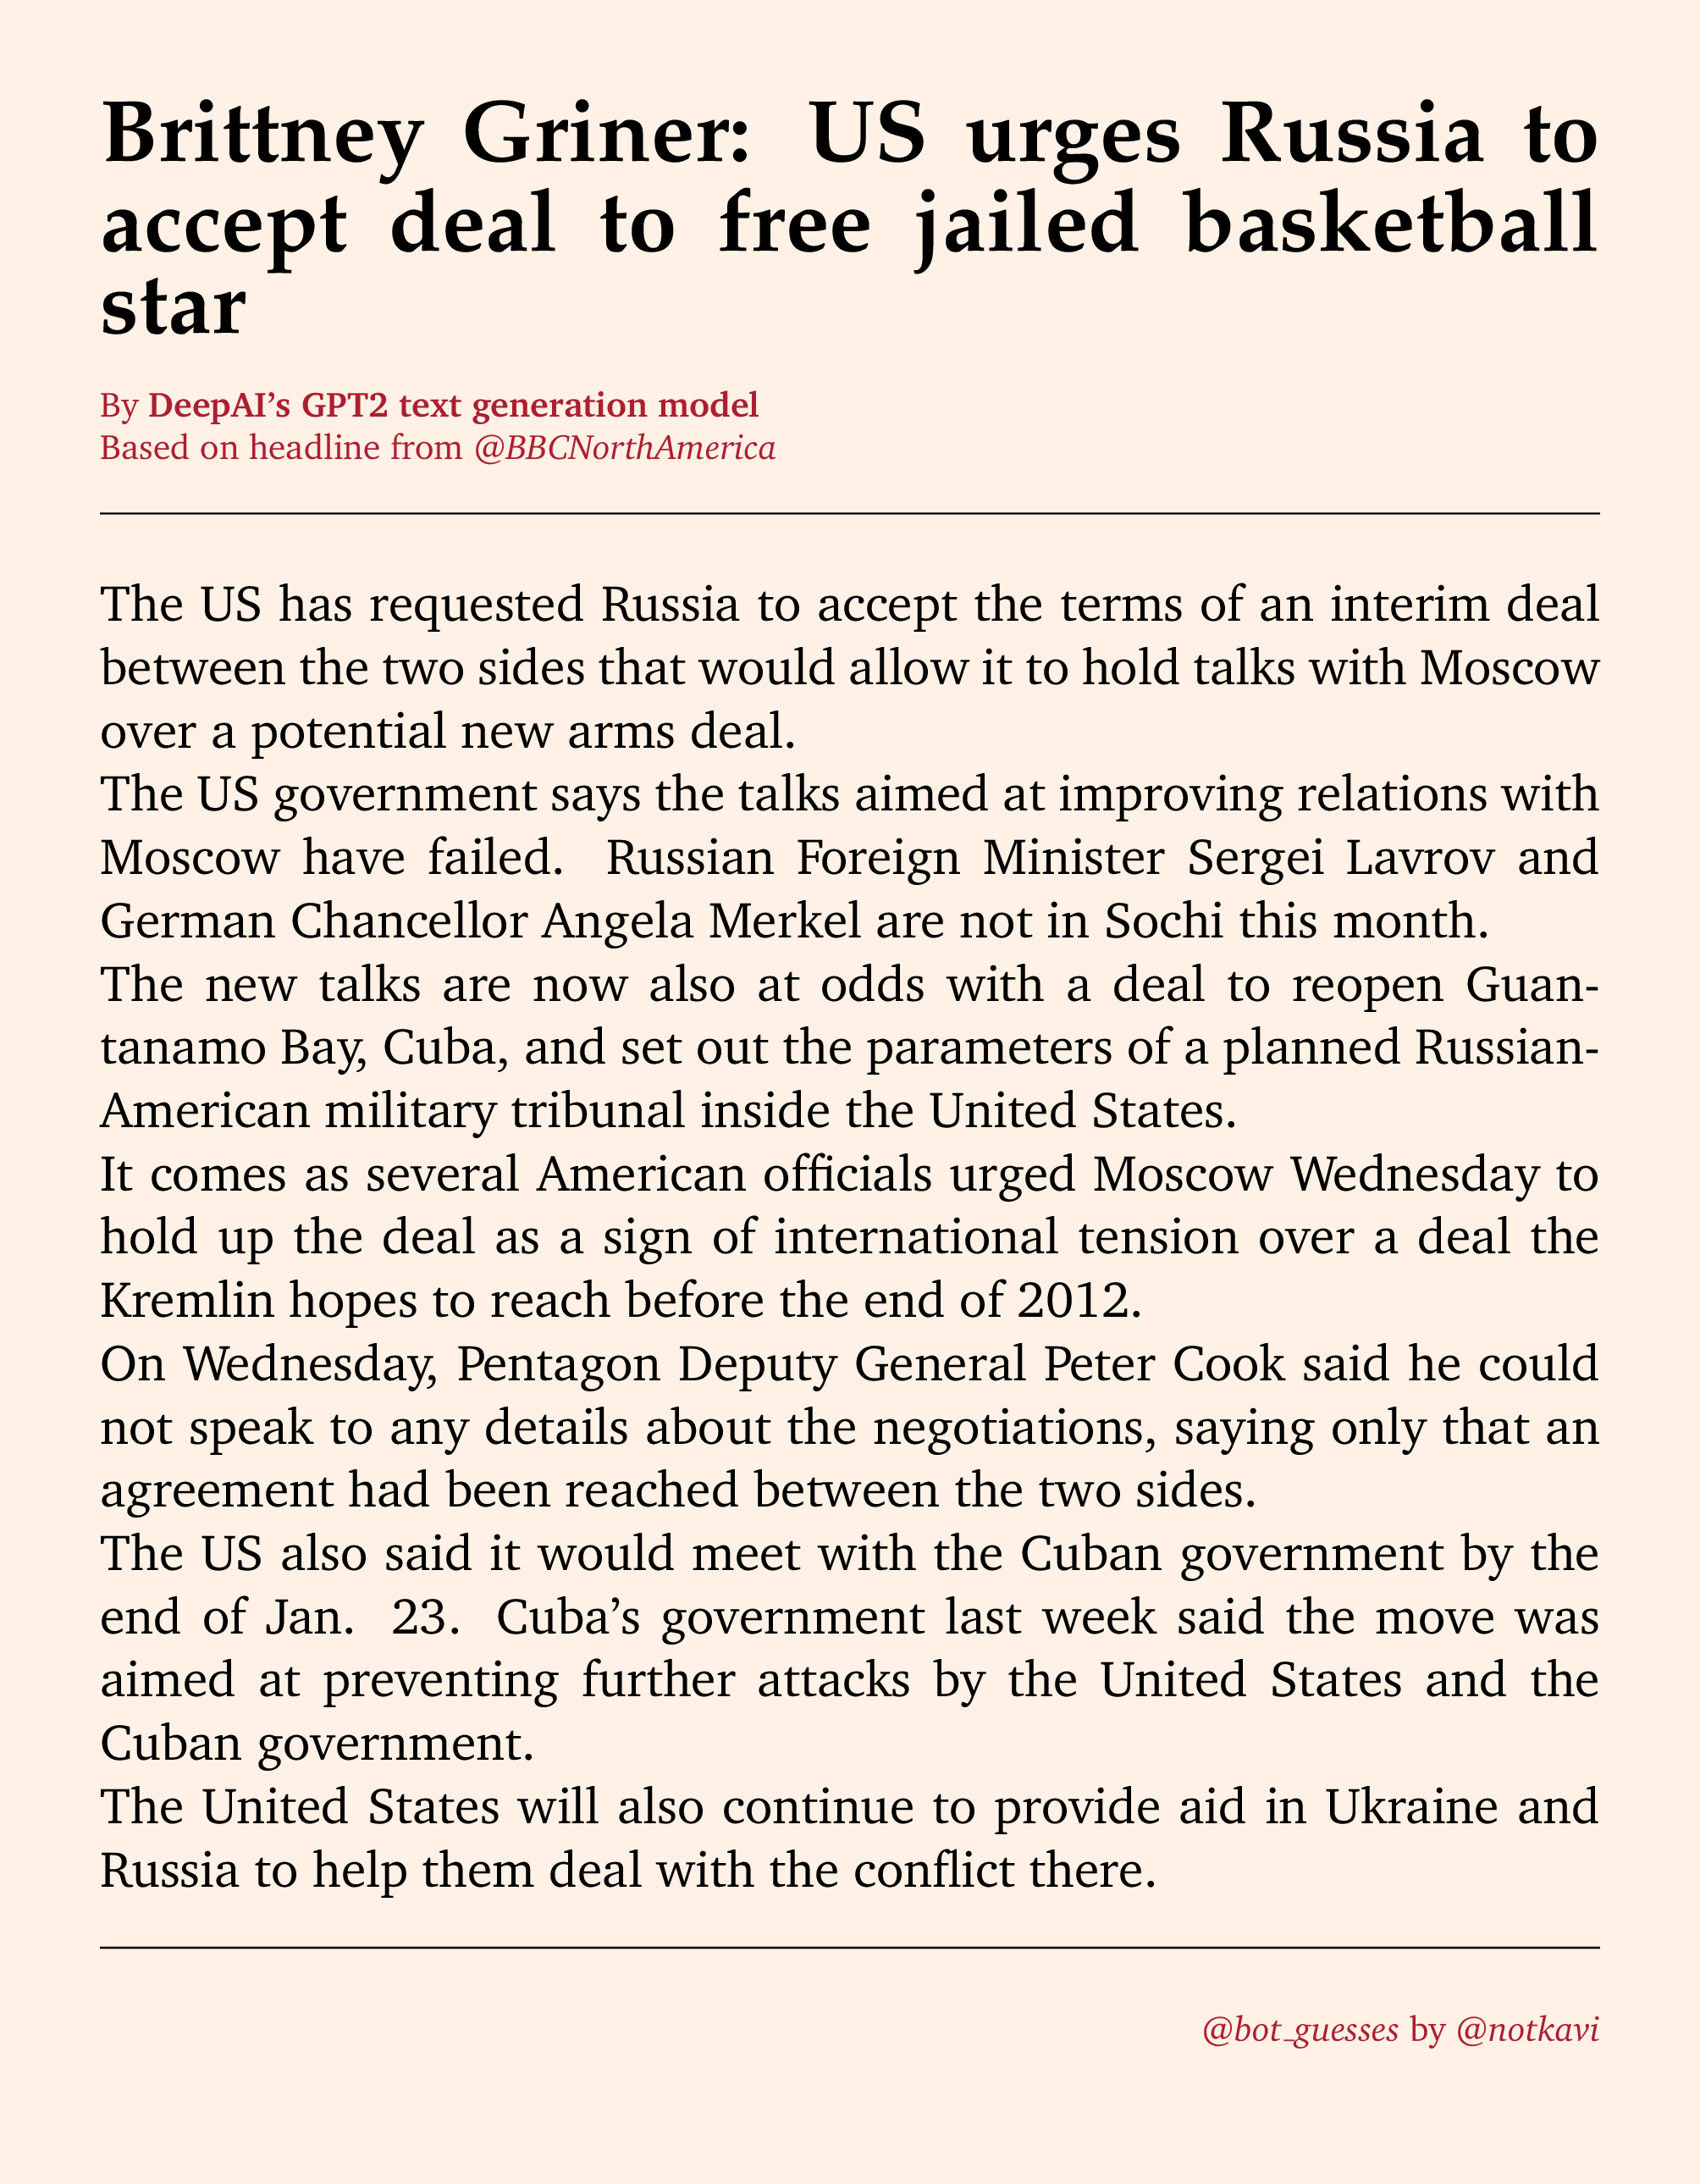 Brittney Griner: US urges Russia to
accept deal to free jailed basketball
star
By DeepAI’s GPT2 text generation model
Based on headline from @BBCNorthAmerica
The US has requested Russia to accept the terms of an interim deal
between the two sides that would allow it to hold talks with Moscow
over a potential new arms deal.
The US government says the talks aimed at improving relations with
Moscow have failed. Russian Foreign Minister Sergei Lavrov and
German Chancellor Angela Merkel are not in Sochi this month.
The new talks are now also at odds with a deal to reopen Guan-
tanamo Bay, Cuba, and set out the parameters of a planned Russian-
American military tribunal inside the United States.
It comes as several American officials urged Moscow Wednesday to
hold up the deal as a sign of international tension over a deal the
Kremlin hopes to reach before the end of 2012.
On Wednesday, Pentagon Deputy General Peter Cook said he could
not speak to any details about the negotiations, saying only that an
agreement had been reached between the two sides.
The US also said it would meet with the Cuban government by the
end of Jan. 23. Cuba’s government last week said the move was
aimed at preventing further attacks by the United States and the
Cuban government.
The United States will also continue to provide aid in Ukraine and
Russia to help them deal with the conflict there.
@bot_guesses by @notkavi